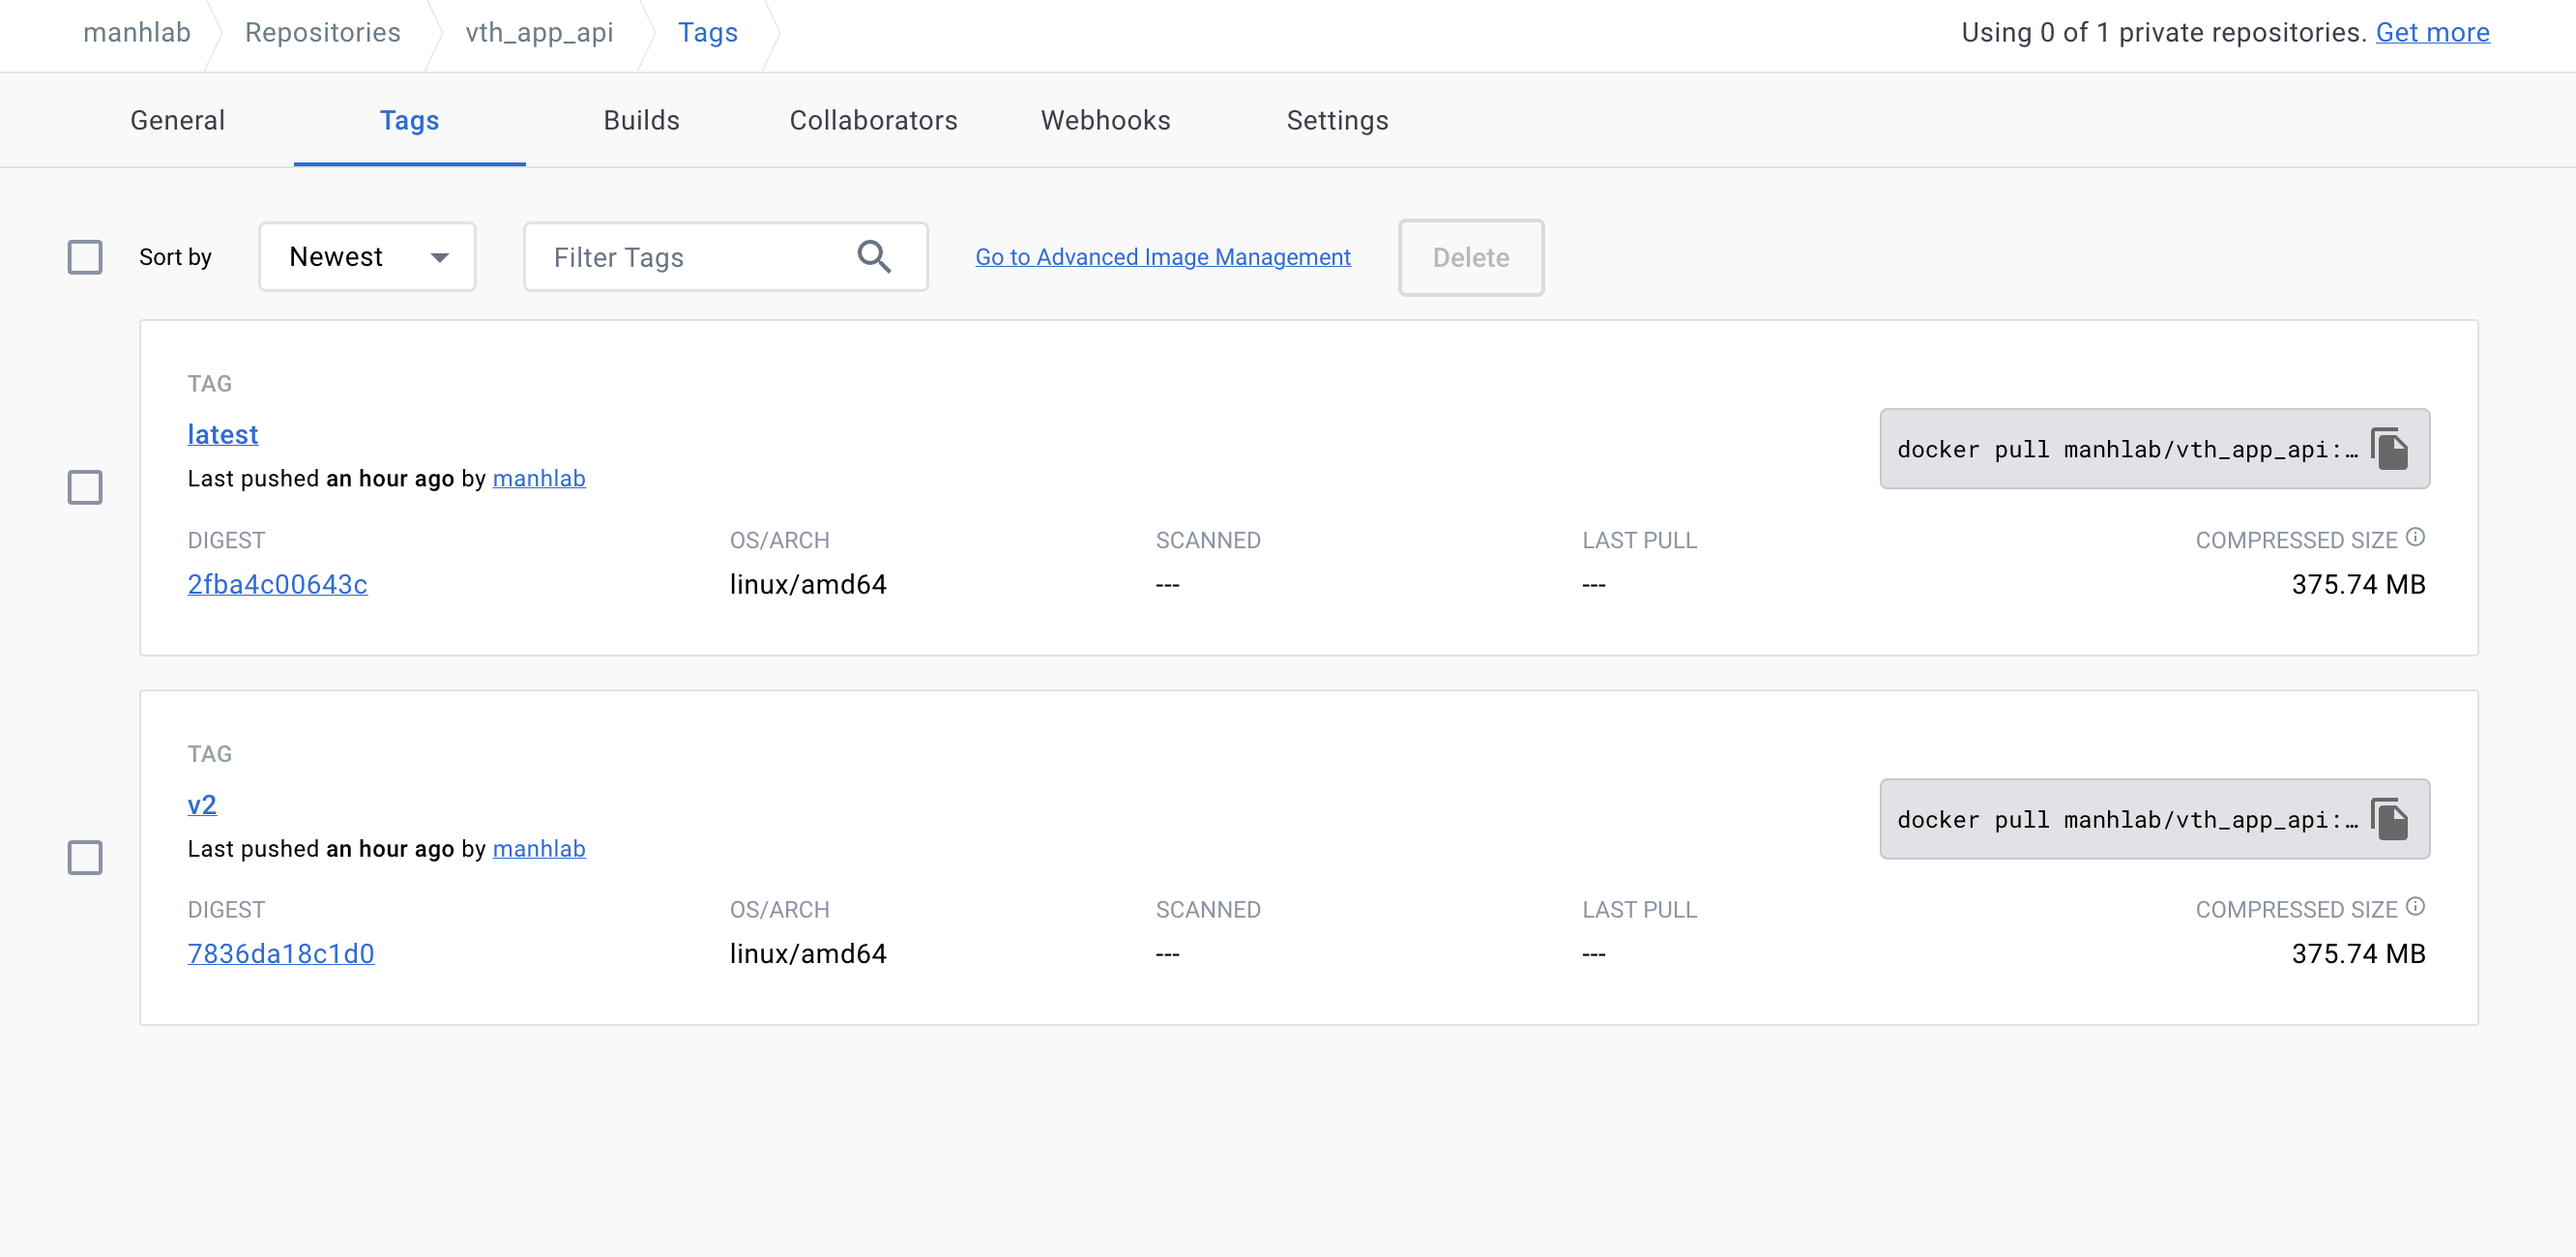 manhlab Repositories vth_app_api Tags Using 0 of 1 private repositories. Get more
General Tags Builds Collaborators Webhooks Settings
Sort by Newest Filter Tags Go to Advanced Image Management Delete
TAG
latest
docker pull manhlab/vth_app_api:…
Last pushed an hour ago by manhlab
DIGEST OS/ARCH SCANNED LAST PULL COMPRESSED SIZE
2fba4c00643c linux/amd64 --- --- 375.74 MB
TAG
v2
docker pull manhlab/vth_app_api:…
Last pushed an hour ago by manhlab
DIGEST OS/ARCH SCANNED LAST PULL COMPRESSED SIZE
7836da18c1d0 linux/amd64 --- --- 375.74 MB